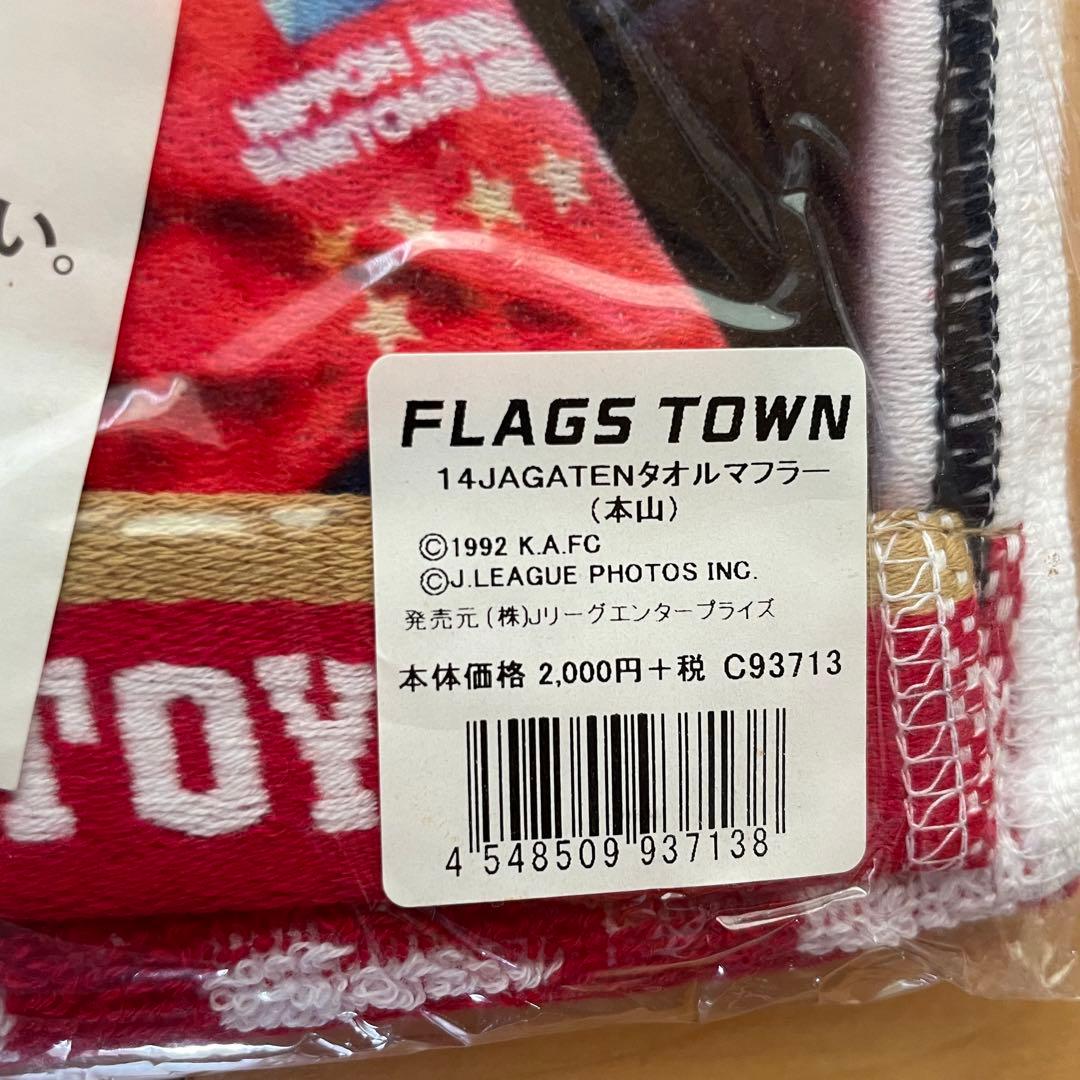 い。
TOY
FLAGS TOWN
14JAGATENタオルマフラー
(本山)
©1992 K.A.FC
©J.LEAGUE PHOTOS INC.
発売元 (株)Jリーグエンタープライズ
本体価格 2,000円+税 C93713
4 548509 937138